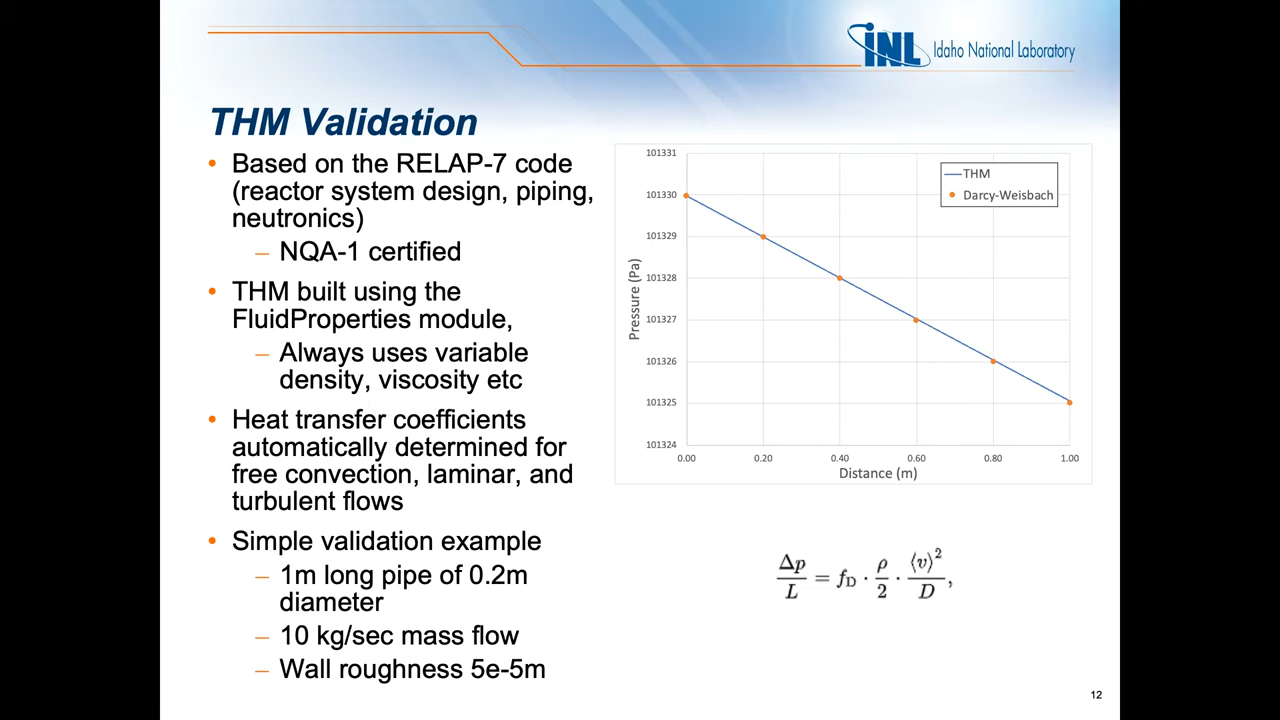 INL Idaho National Laboratory
THM Validation
• Based on the RELAP-7 code
(reactor system design, piping,
neutronics)
– NQA-1 certified
• THM built using the
FluidProperties module,
– Always uses variable
density, viscosity etc
• Heat transfer coefficients
automatically determined for
free convection, laminar, and
turbulent flows
• Simple validation example
– 1m long pipe of 0.2m
diameter
– 10 kg/sec mass flow
– Wall roughness 5e-5m
101331
101330
101329
101328
101327
101326
101325
101324
Pressure (Pa)
THM
Darcy-Weisbach
0.00 0.20 0.40 0.60 0.80 1.00
Distance (m)
Δp/L = f_D · ρ/2 · ⟨v⟩²/D,
12